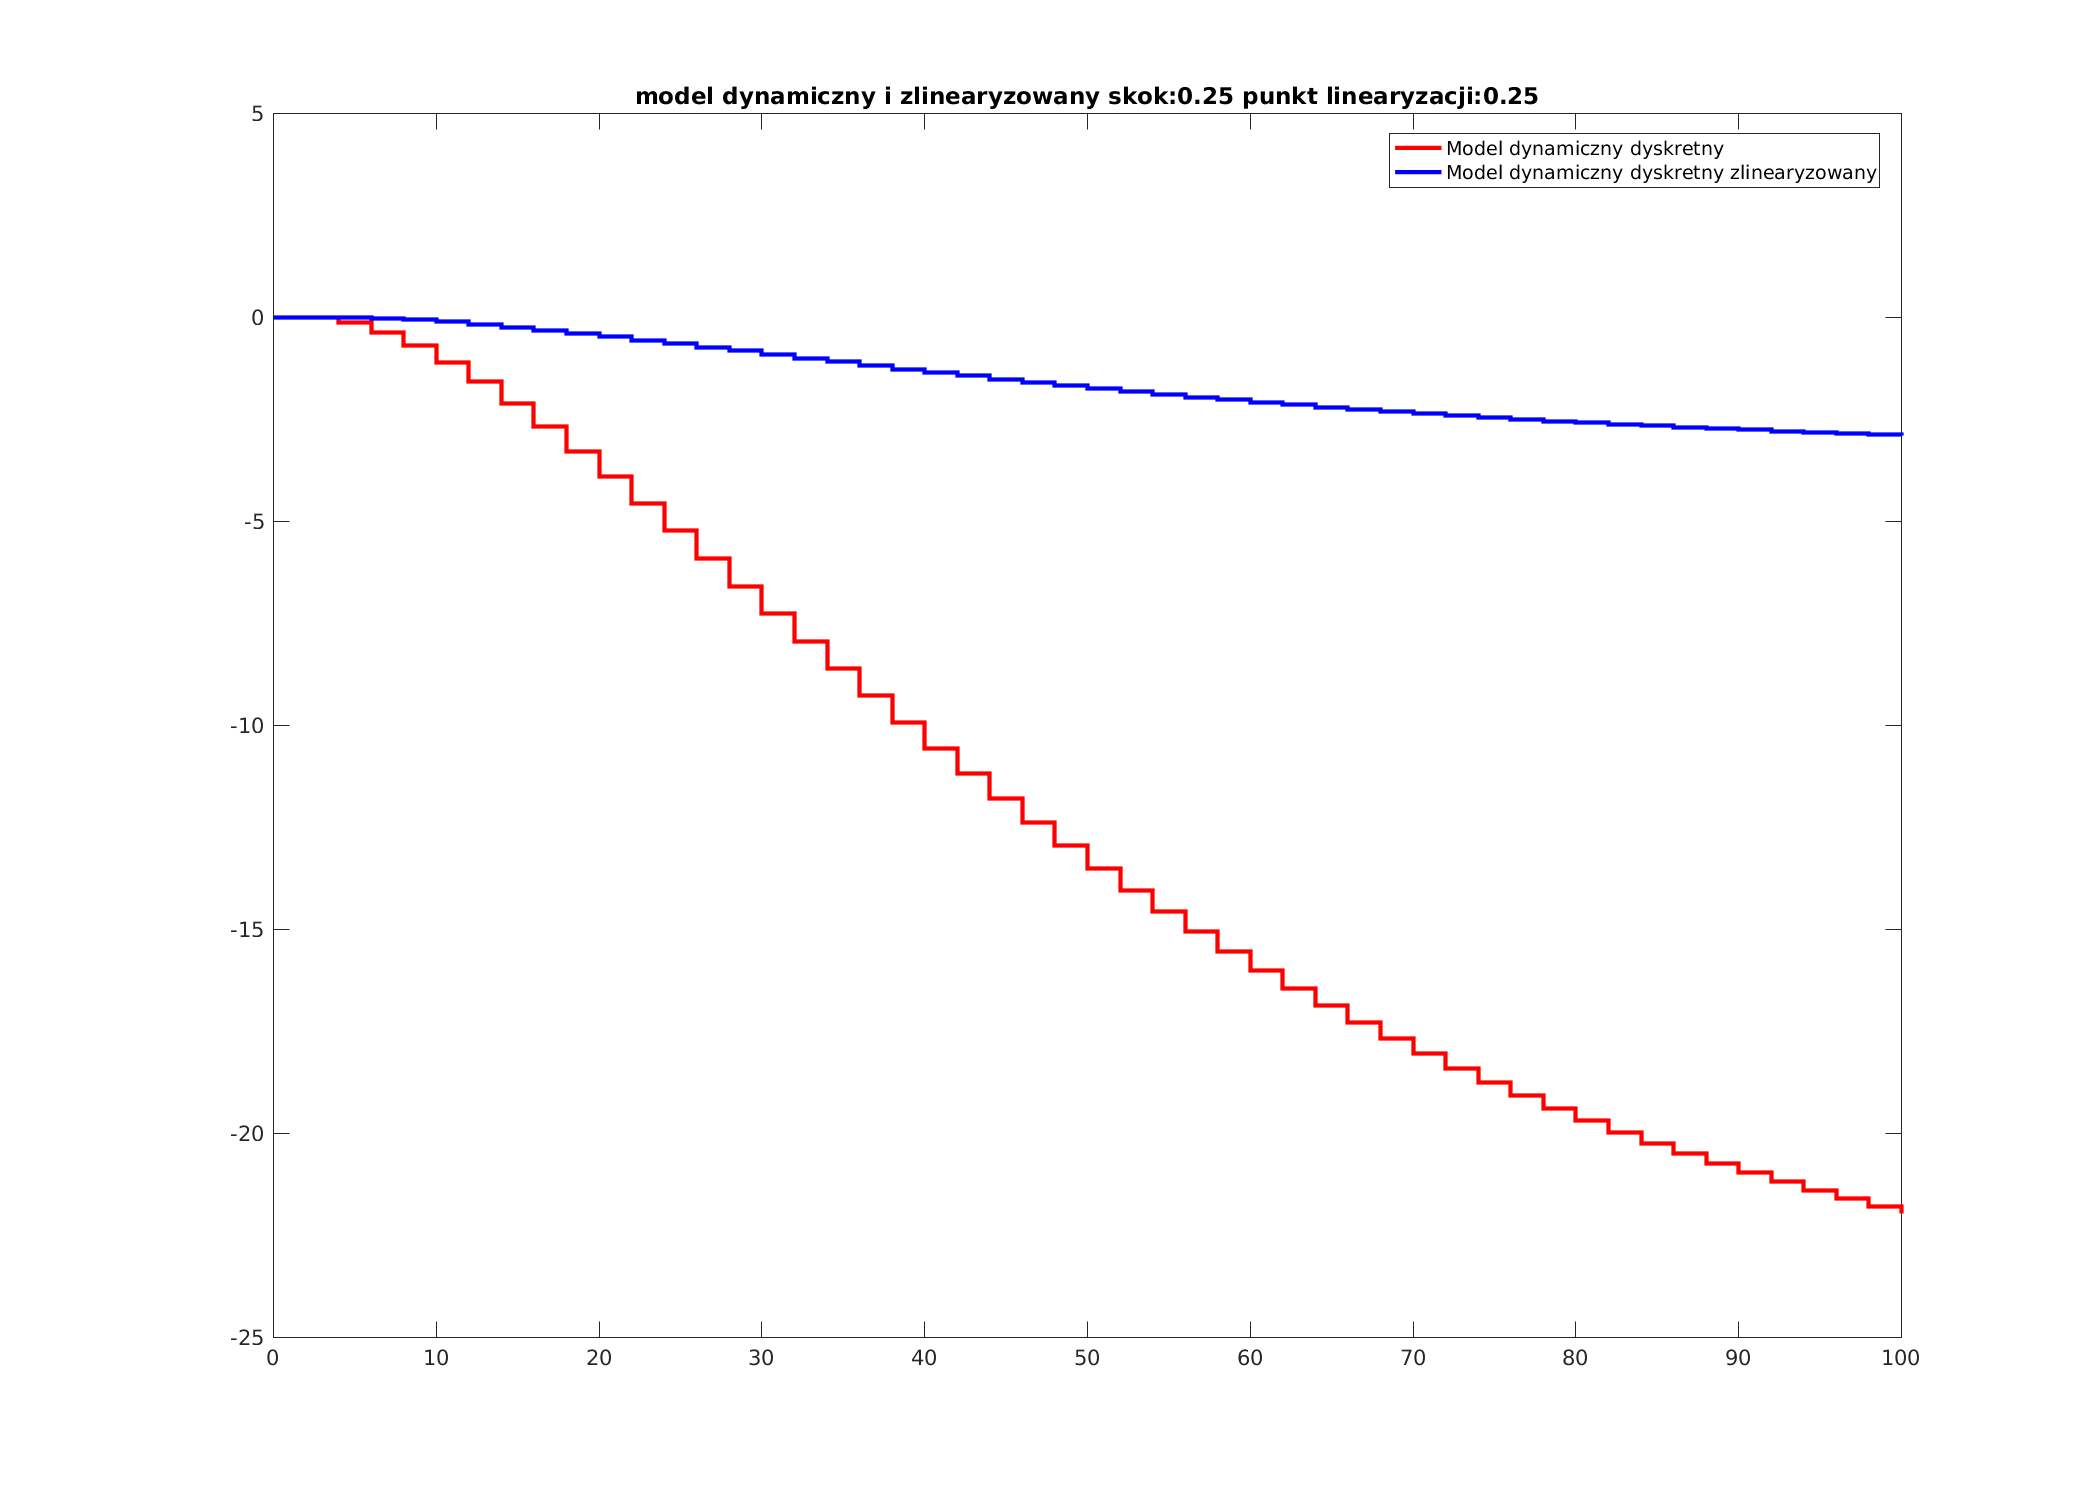 model dynamiczny i zlinearyzowany skok:0.25 punkt linearyzacji:0.25
Model dynamiczny dyskretny
Model dynamiczny dyskretny zlinearyzowany
5
0
-5
-10
-15
-20
-25
0 10 20 30 40 50 60 70 80 90 100